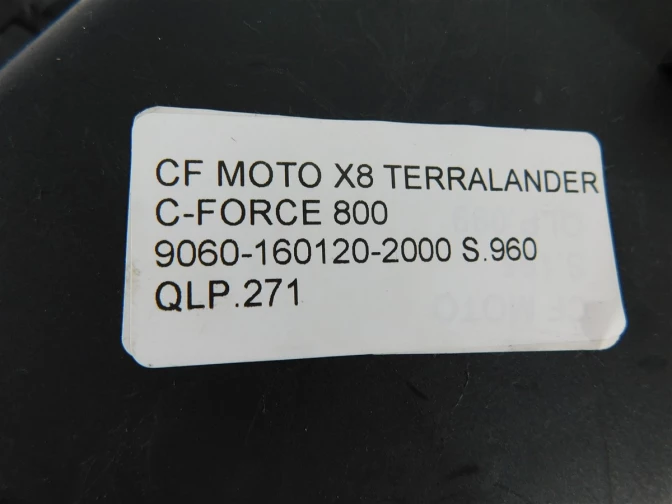 CF MOTO X8 TERRALANDER
C-FORCE 800
9060-160120-2000 S.960
QLP.271